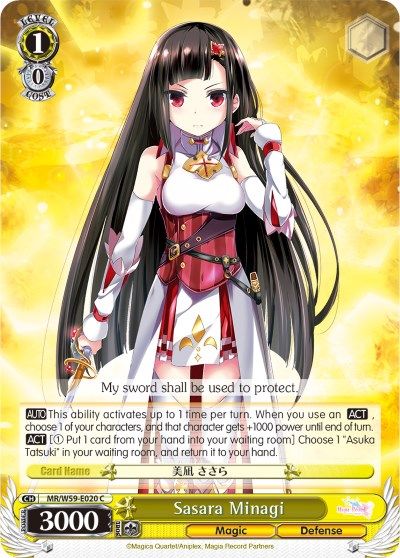 LEVEL
1
0
COST
My sword shall be used to protect.
AUTO This ability activates up to 1 time per turn. When you use an ACT,
choose 1 of your characters, and that character gets +1000 power until end of turn.
ACT [① Put 1 card from your hand into your waiting room] Choose 1 "Asuka
Tatsuki" in your waiting room, and return it to your hand.
Card Name 美凪 ささら
CH MR/W59-E020 C
POWER 3000 SOUL Sasara Minagi
Magic Defense
©Magica Quartet/Aniplex, Magia Record Partners